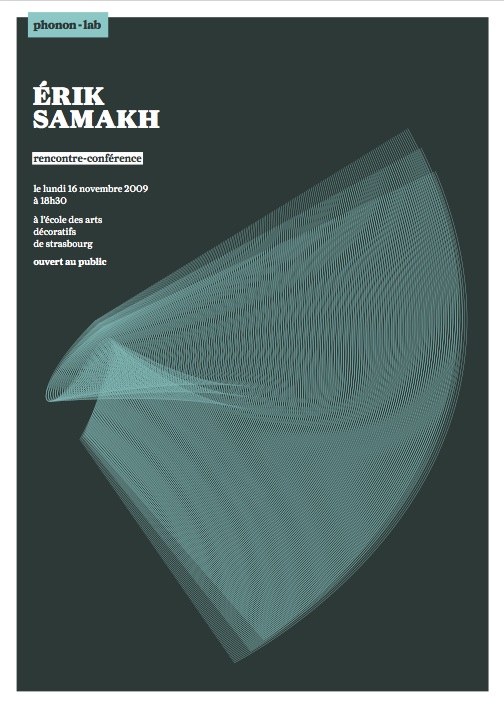 phonon-lab
ÉRIK
SAMAKH
rencontre-conférence
le lundi 16 novembre 2009
à 18h30
à l'école des arts
décoratifs
de strasbourg
ouvert au public